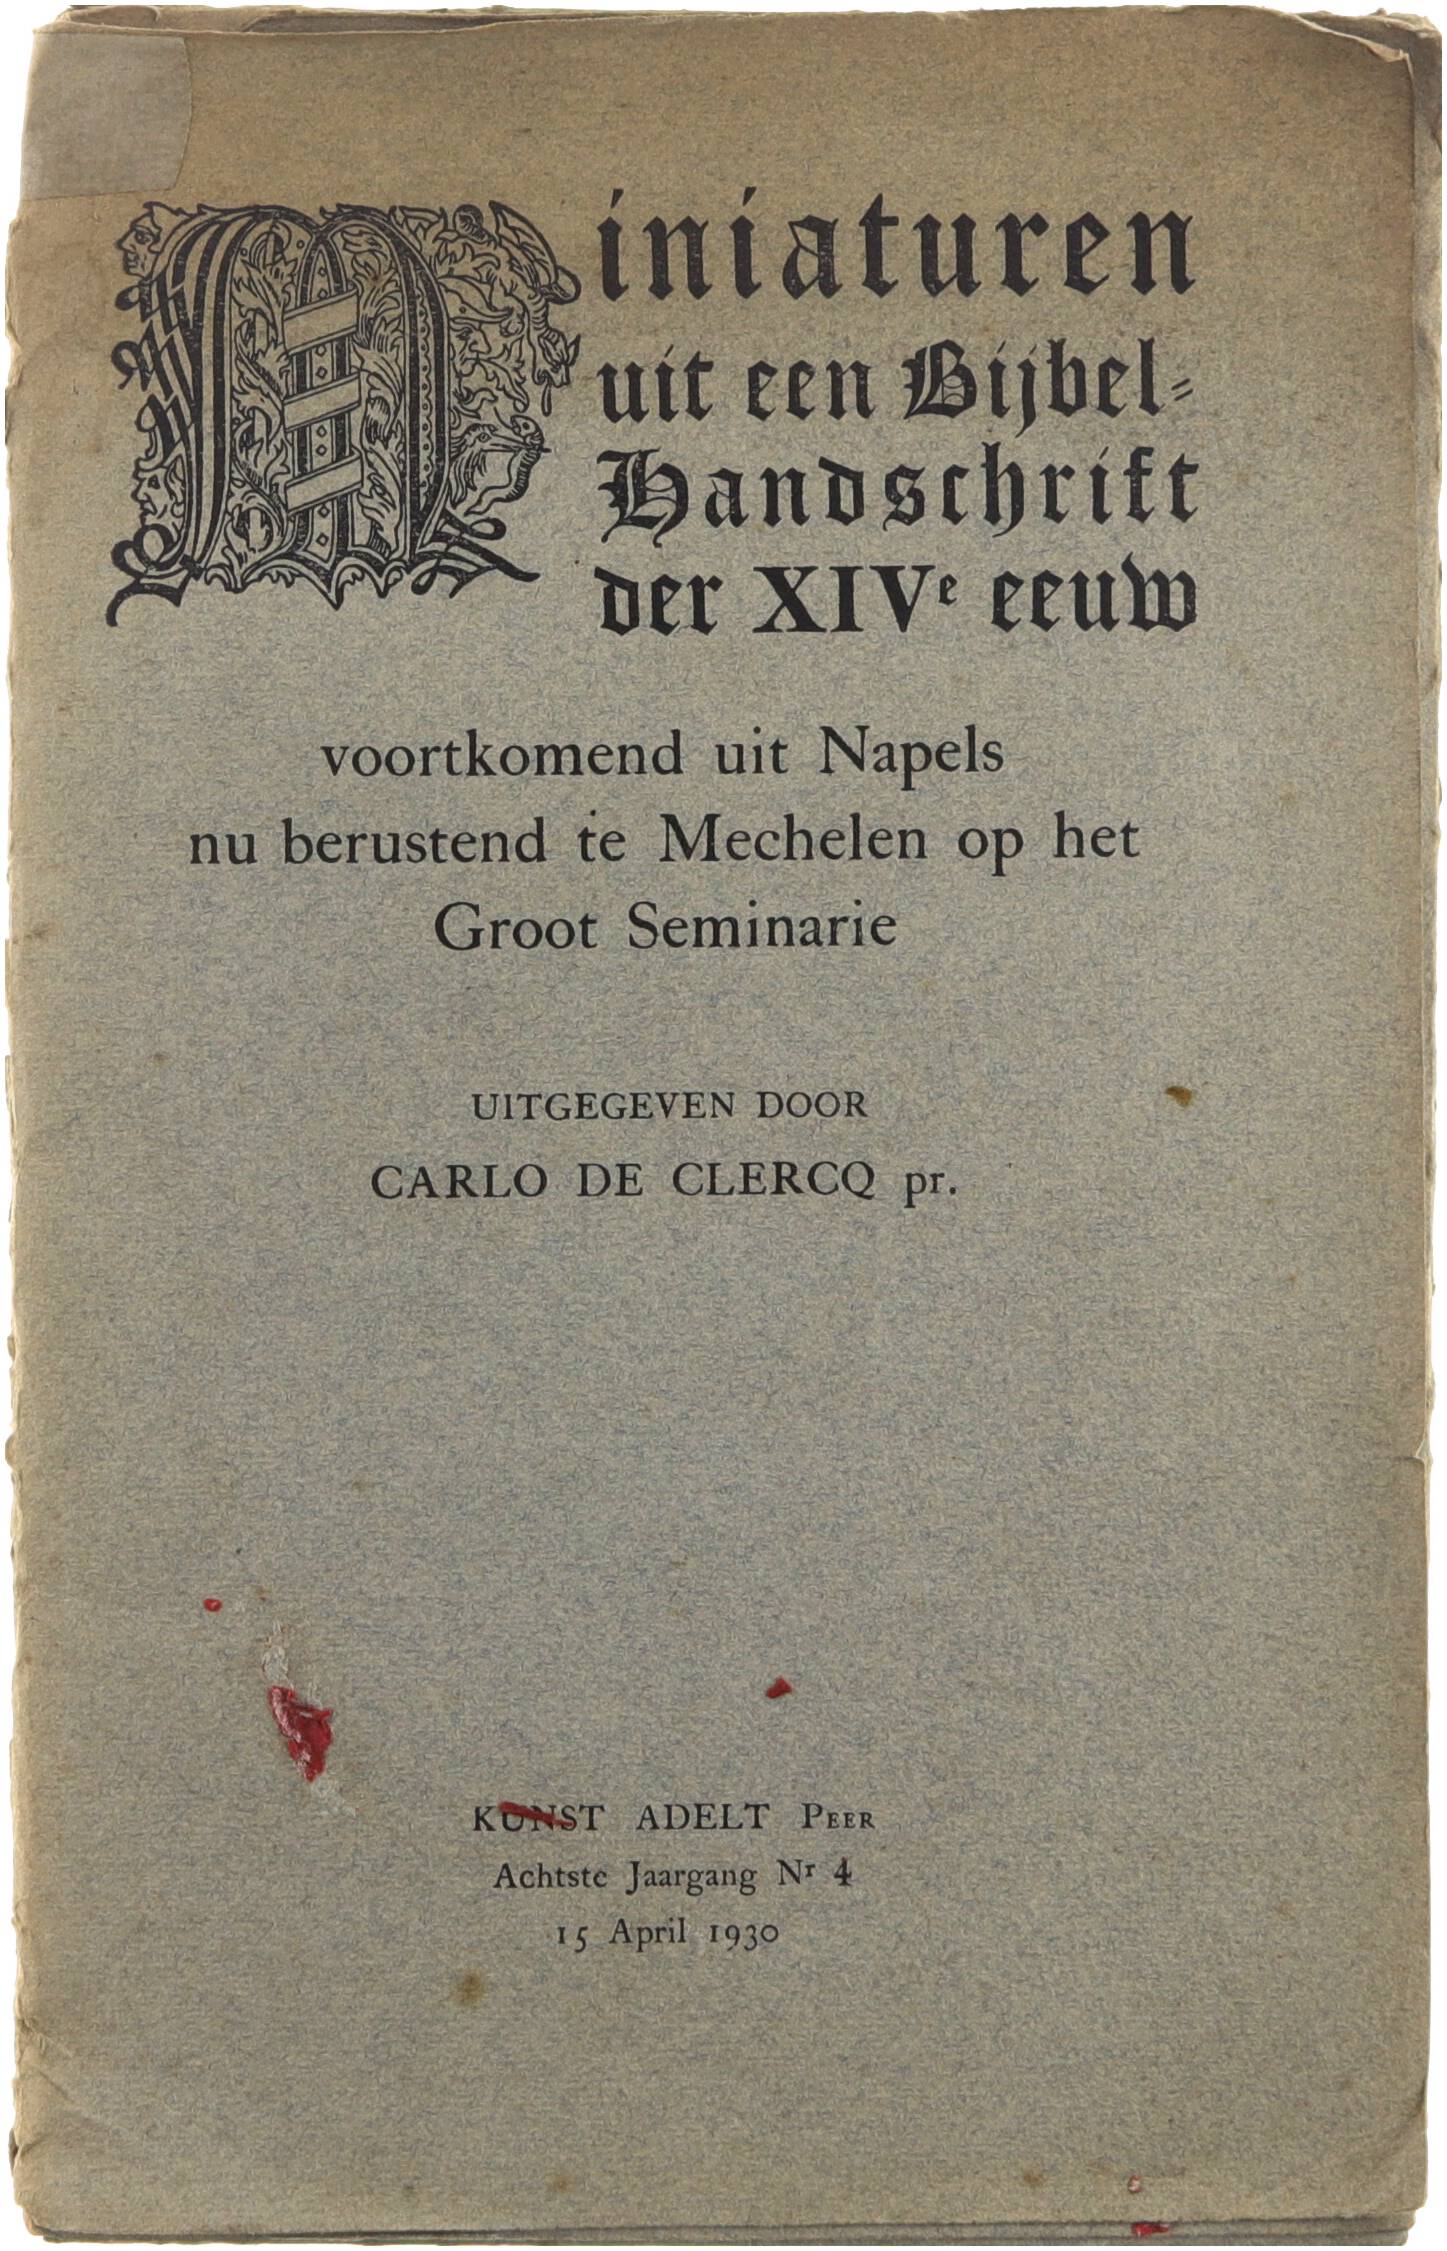 Miniaturen
uit een Bijbel-
Handschrift
der XIVe eeuw
voortkomend uit Napels
nu berustend te Mechelen op het
Groot Seminarie
UITGEGEVEN DOOR
CARLO DE CLERCQ pr.
KUNST ADELT PEER
Achtste Jaargang Nr 4
15 April 1930